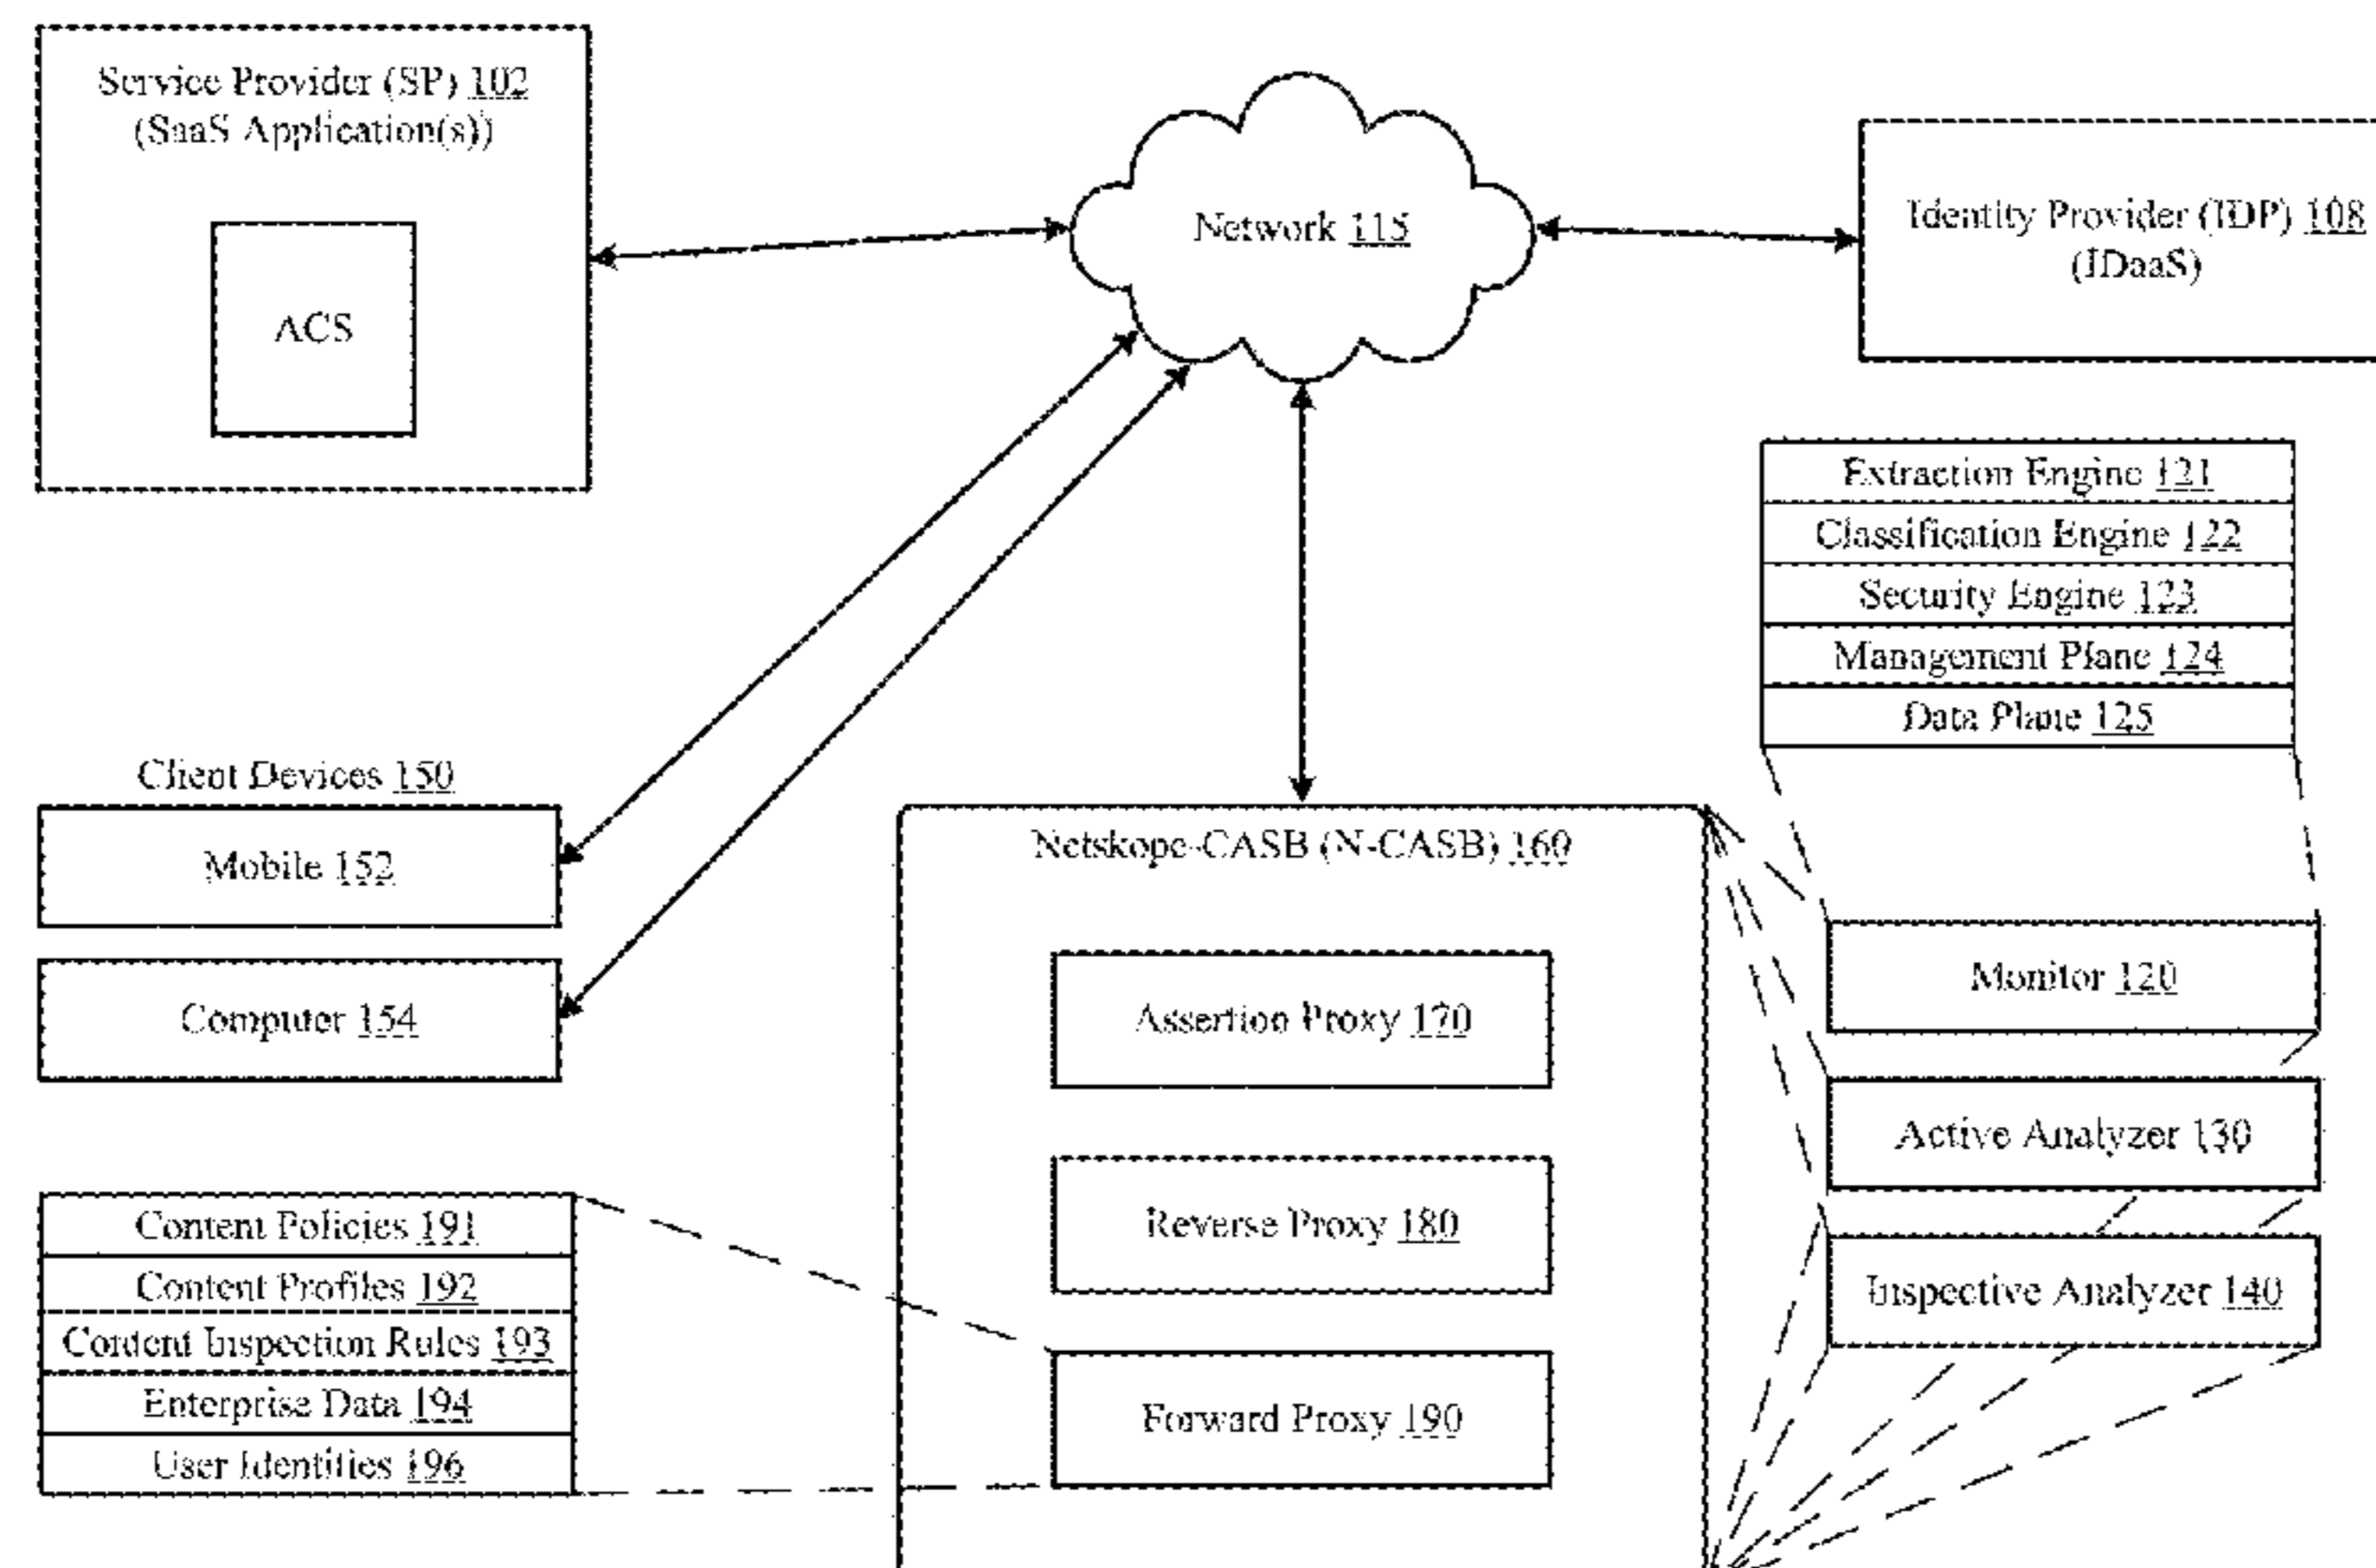 Service Provider (SP) 102
(SaaS Application(s))
ACS
Network 115
Identity Provider (IDP) 108
(IDaaS)
Extraction Engine 121
Classification Engine 122
Security Engine 123
Management Plane 124
Data Plane 125
Client Devices 150
Mobile 152
Computer 154
Netskope-CASB (N-CASB) 160
Assertion Proxy 170
Reverse Proxy 180
Forward Proxy 190
Monitor 120
Active Analyzer 130
Inspective Analyzer 140
Content Policies 191
Content Profiles 192
Content Inspection Rules 193
Enterprise Data 194
User Identities 196